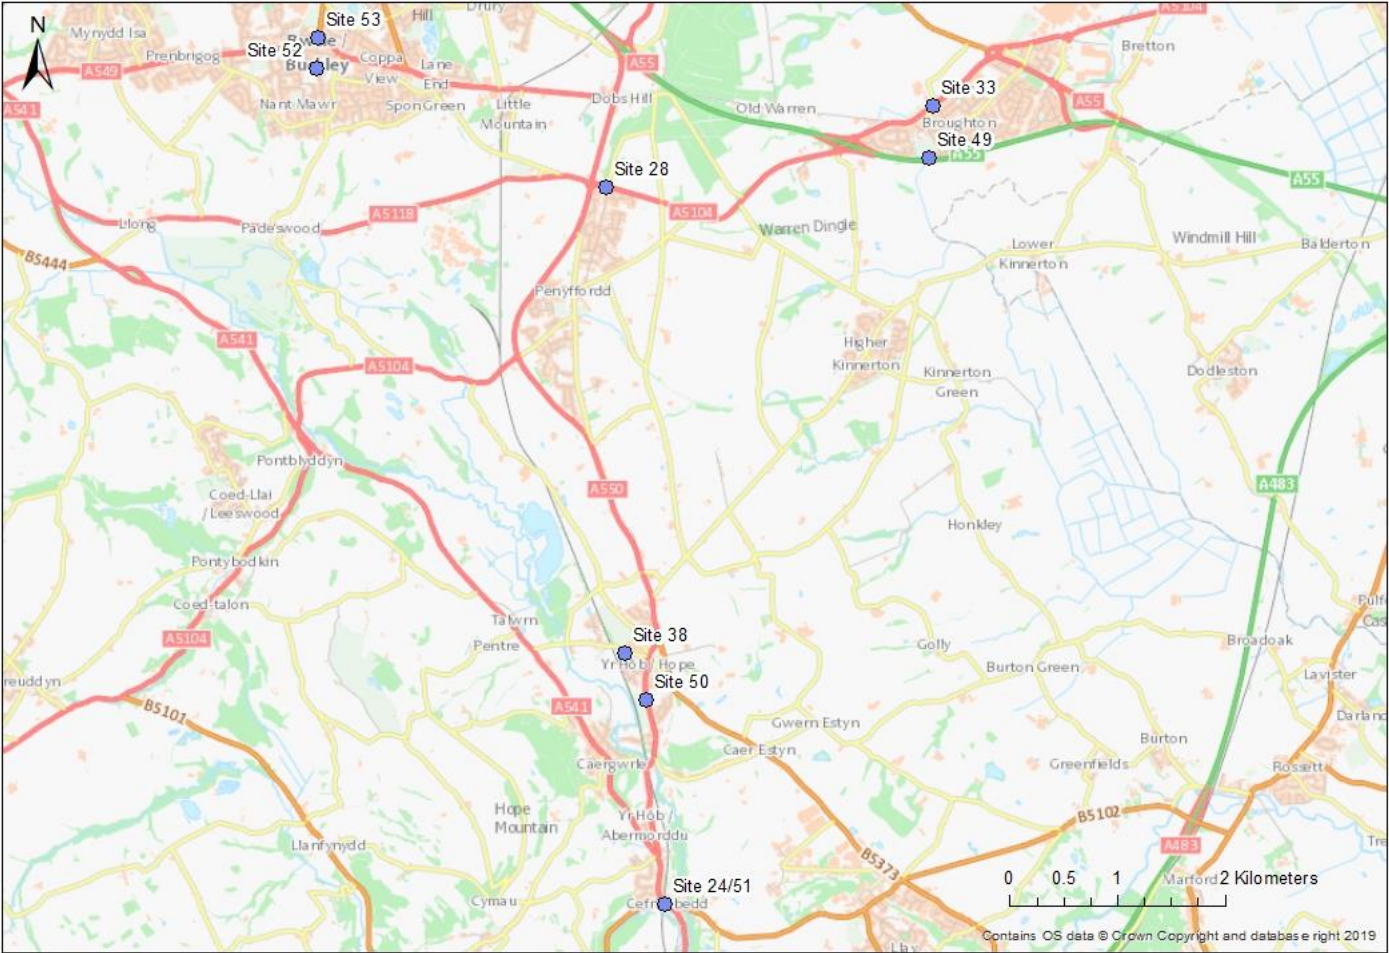 N
Mynydd Isa
Hill
Drury
A5104
Site 53
Site 52
Prenbrigog
Coppa
View
Lane
End
A549
A55
Bretton
Nant-Mawr
Spon Green
Little
Mountain
Dobs Hill
Old Warren
Site 33
A55
A541
Broughton
Site 49
A55
Site 28
A55
Llong
A5118
Padeswood
A5104
Warren Dingle
Windmill Hill
Balderton
Lower
Kinnerton
B5444
Penyffordd
A541
A5104
Higher
Kinnerton
Kinnerton
Green
Dodleston
Pontblyddyn
Coed-Llai
/ Leeswood
A550
A483
Honkley
Pontybodkin
Coed-talon
Talwrn
A5104
Pentre
Site 38
Yr Hob / Hope
Golly
Burton Green
Broadoak
Lavister
Site 50
B5101
A541
Gwern Estyn
Caer Estyn
Burton
Darland
Caergwrle
Greenfields
Rossett
Hope
Mountain
Yr Hob /
Abermorddu
B5102
Llanfynydd
A483
B5373
Site 24/51
Cymau
Marford
Llay
0 0.5 1 2 Kilometers
Contains OS data © Crown Copyright and database right 2019